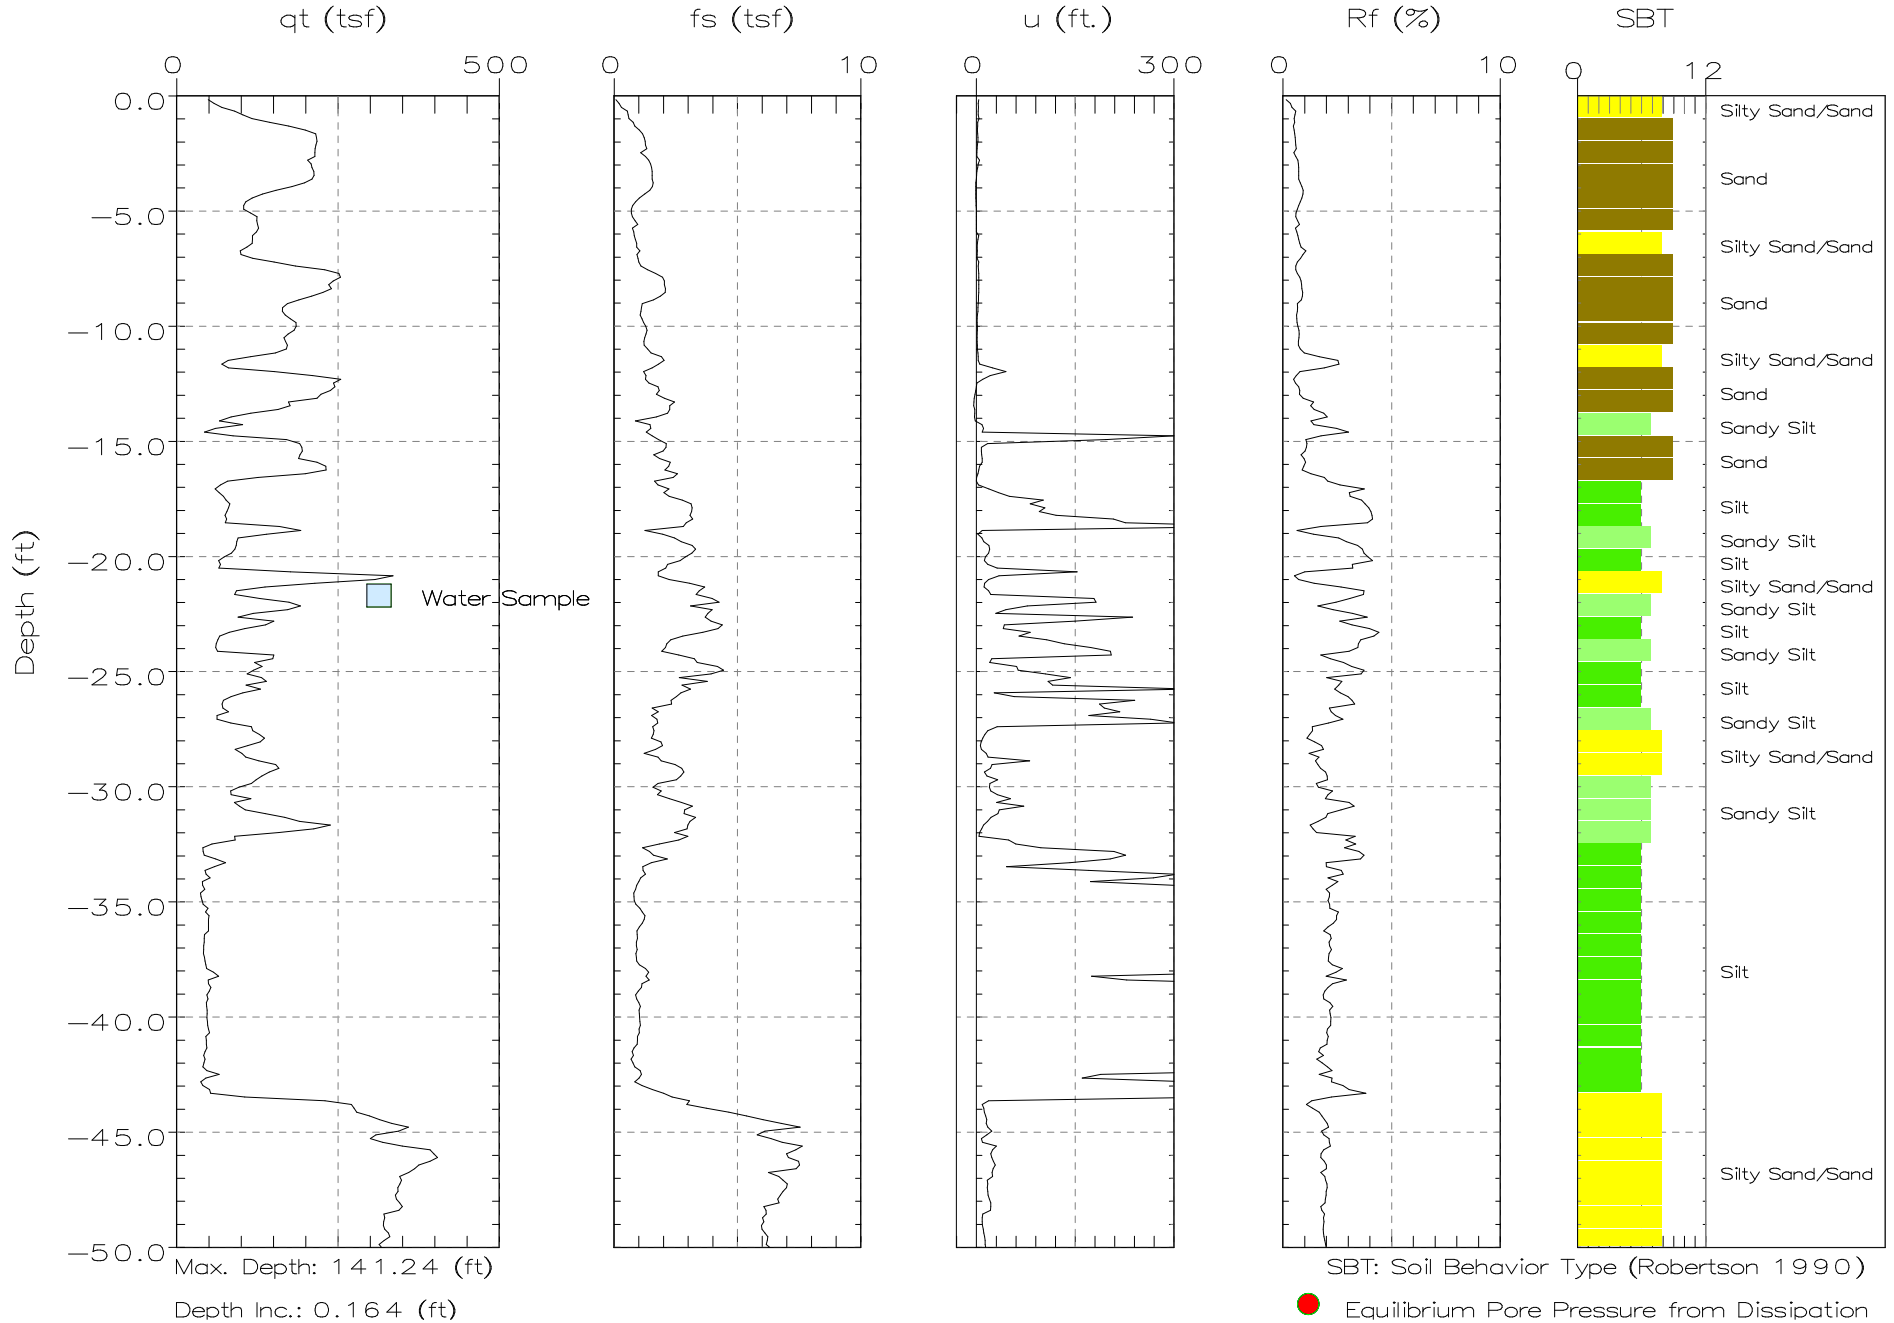 qt (tsf)
fs (tsf)
u (ft.)
Rf (%)
SBT
0
500
0
10
0
300
0
10
0
12
0.0
-5.0
-10.0
-15.0
-20.0
-25.0
-30.0
-35.0
-40.0
-45.0
-50.0
Depth (ft)
Water Sample
Silty Sand/Sand
Sand
Silty Sand/Sand
Sand
Silty Sand/Sand
Sand
Sandy Silt
Sand
Silt
Sandy Silt
Silt
Silty Sand/Sand
Sandy Silt
Silt
Sandy Silt
Silt
Sandy Silt
Silty Sand/Sand
Sandy Silt
Silt
Silty Sand/Sand
Max. Depth: 141.24 (ft)
Depth Inc.: 0.164 (ft)
SBT: Soil Behavior Type (Robertson 1990)
Equilibrium Pore Pressure from Dissipation